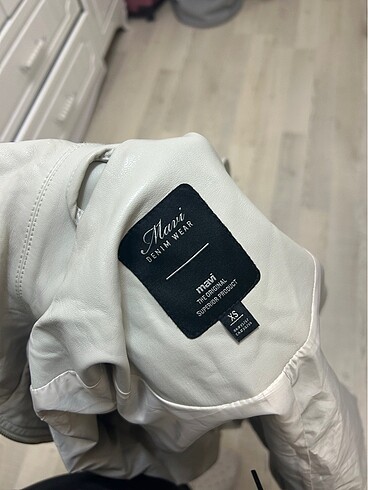 Mavi
DENIM WEAR
mavi
THE ORIGINAL
SUPERIOR PRODUCT
XS